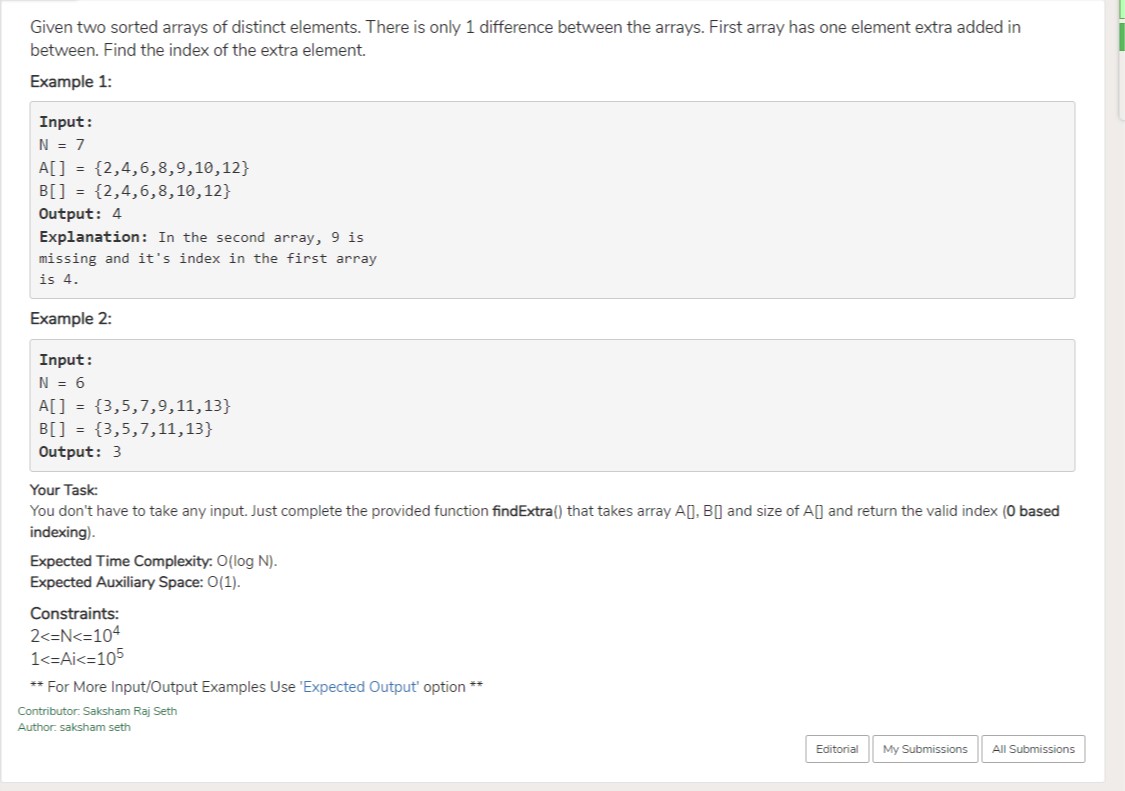 Given two sorted arrays of distinct elements. There is only 1 difference between the arrays. First array has one element extra added in
between. Find the index of the extra element.
Example 1:
Input:
N = 7
A[] = {2,4,6,8,9,10,12}
B[] = {2,4,6,8,10,12}
Output: 4
Explanation: In the second array, 9 is
missing and it's index in the first array
is 4.
Example 2:
Input:
N = 6
A[] = {3,5,7,9,11,13}
B[] = {3,5,7,11,13}
Output: 3
Your Task:
You don't have to take any input. Just complete the provided function findExtra() that takes array A[], B[] and size of A[] and return the valid index (0 based
indexing).
Expected Time Complexity: O(log N).
Expected Auxiliary Space: O(1).
Constraints:
2<=N<=10⁴
1<=Ai<=10⁵
** For More Input/Output Examples Use 'Expected Output' option **
Contributor: Saksham Raj Seth
Author: saksham seth
Editorial My Submissions All Submissions